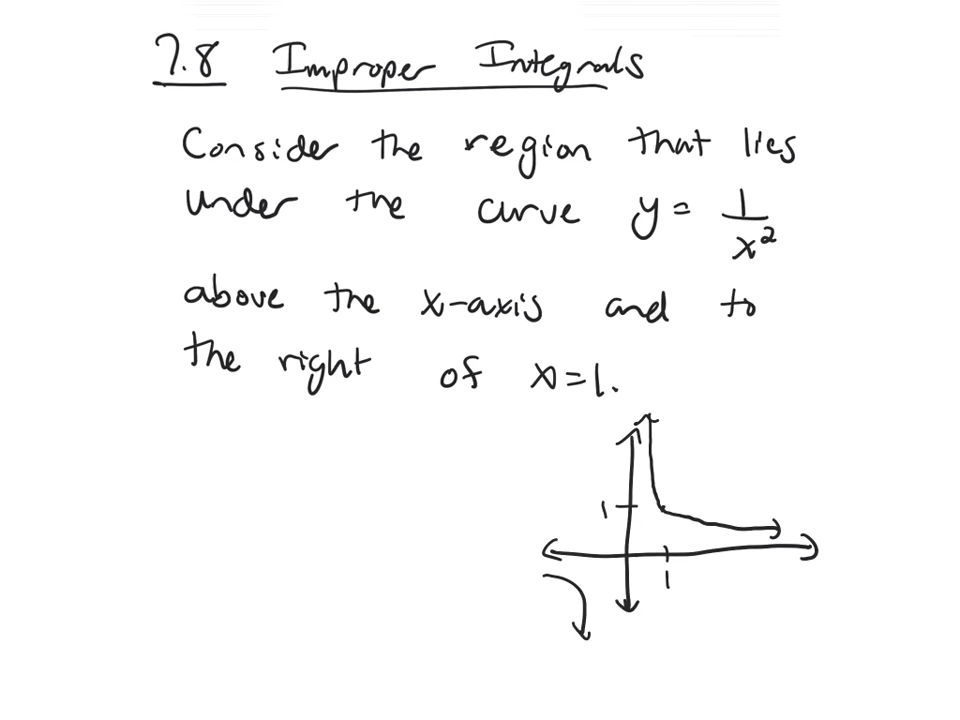 7.8 Improper Integrals
Consider the region that lies
under the curve y = 1/x²
above the x-axis and to
the right of x=1.
1
1